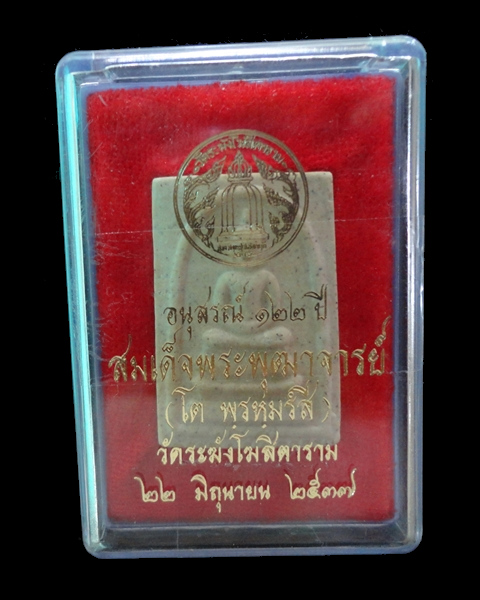 อนุสรณ์ ๑๒๒ ปี
สมเด็จพระพุฒาจารย์
(โต พรหฺมรํสี)
วัดระฆังโฆสิตาราม
๒๒ มิถุนายน ๒๕๓๗